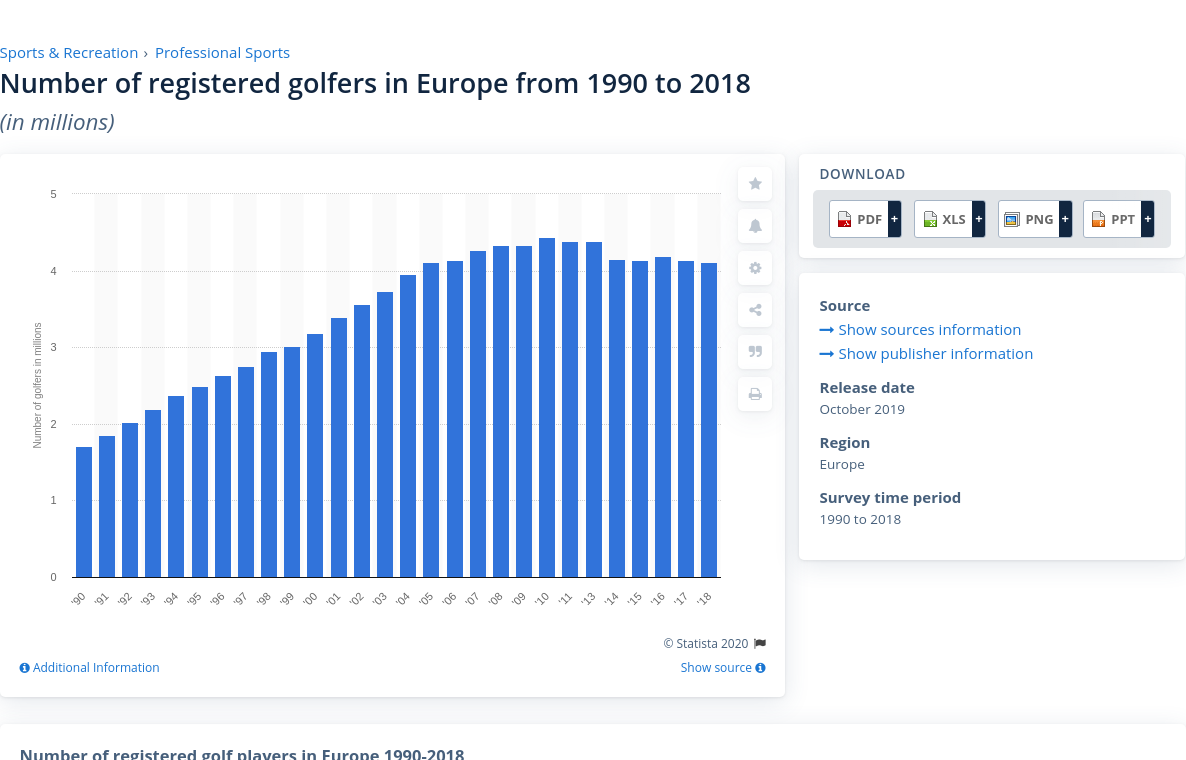 Sports & Recreation › Professional Sports
Number of registered golfers in Europe from 1990 to 2018
(in millions)
Number of golfers in millions
5
4
3
2
1
0
'90 '91 '92 '93 '94 '95 '96 '97 '98 '99 '00 '01 '02 '03 '04 '05 '06 '07 '08 '09 '10 '11 '13 '14 '15 '16 '17 '18
© Statista 2020
Additional Information
Show source
DOWNLOAD
PDF + XLS + PNG + PPT +
Source
Show sources information
Show publisher information
Release date
October 2019
Region
Europe
Survey time period
1990 to 2018
Number of registered golf players in Europe 1990-2018